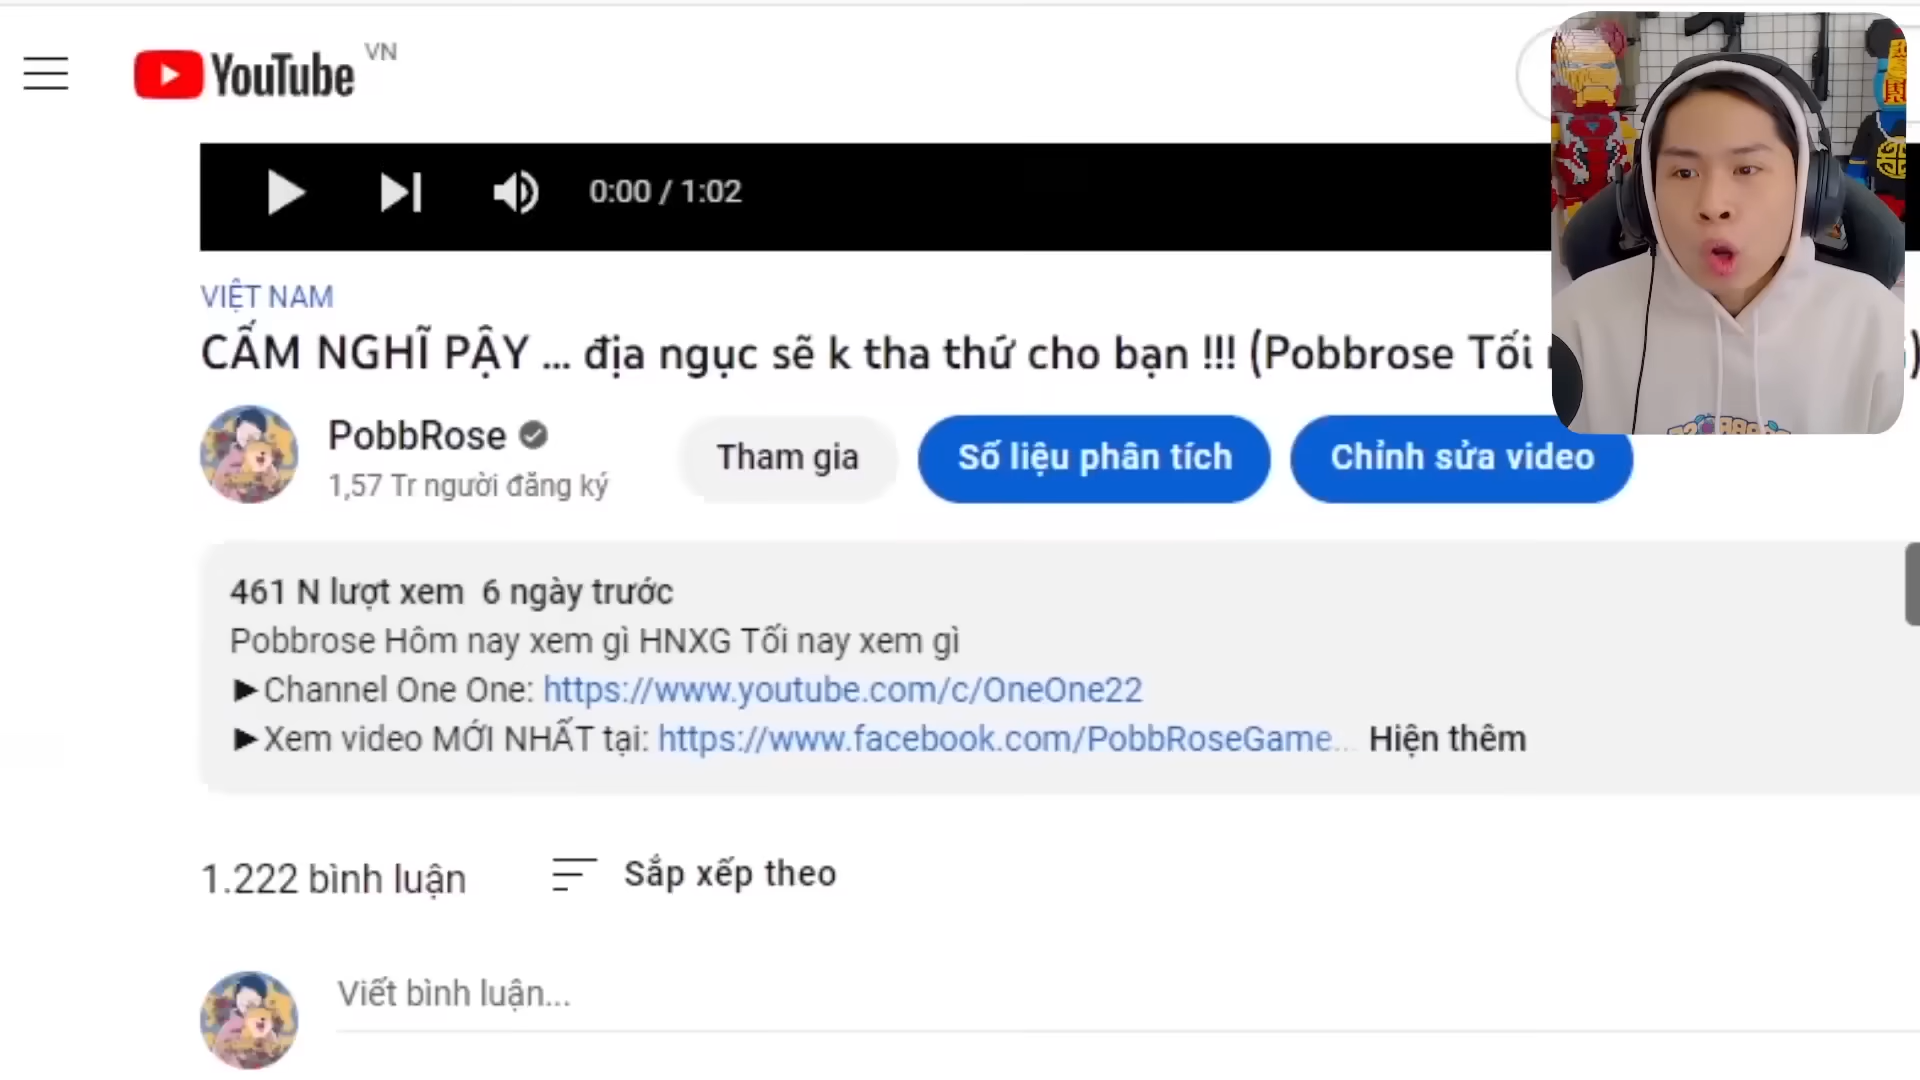 YouTube VN
0:00 / 1:02
VIỆT NAM
CẤM NGHĨ PẬY ... địa ngục sẽ k tha thứ cho bạn !!! (Pobbrose Tối
PobbRose
1,57 Tr người đăng ký
Tham gia
Số liệu phân tích
Chỉnh sửa video
461 N lượt xem 6 ngày trước
Pobbrose Hôm nay xem gì HNXG Tối nay xem gì
►Channel One One: https://www.youtube.com/c/OneOne22
►Xem video MỚI NHẤT tại: https://www.facebook.com/PobbRoseGame... Hiện thêm
1.222 bình luận
Sắp xếp theo
Viết bình luận...